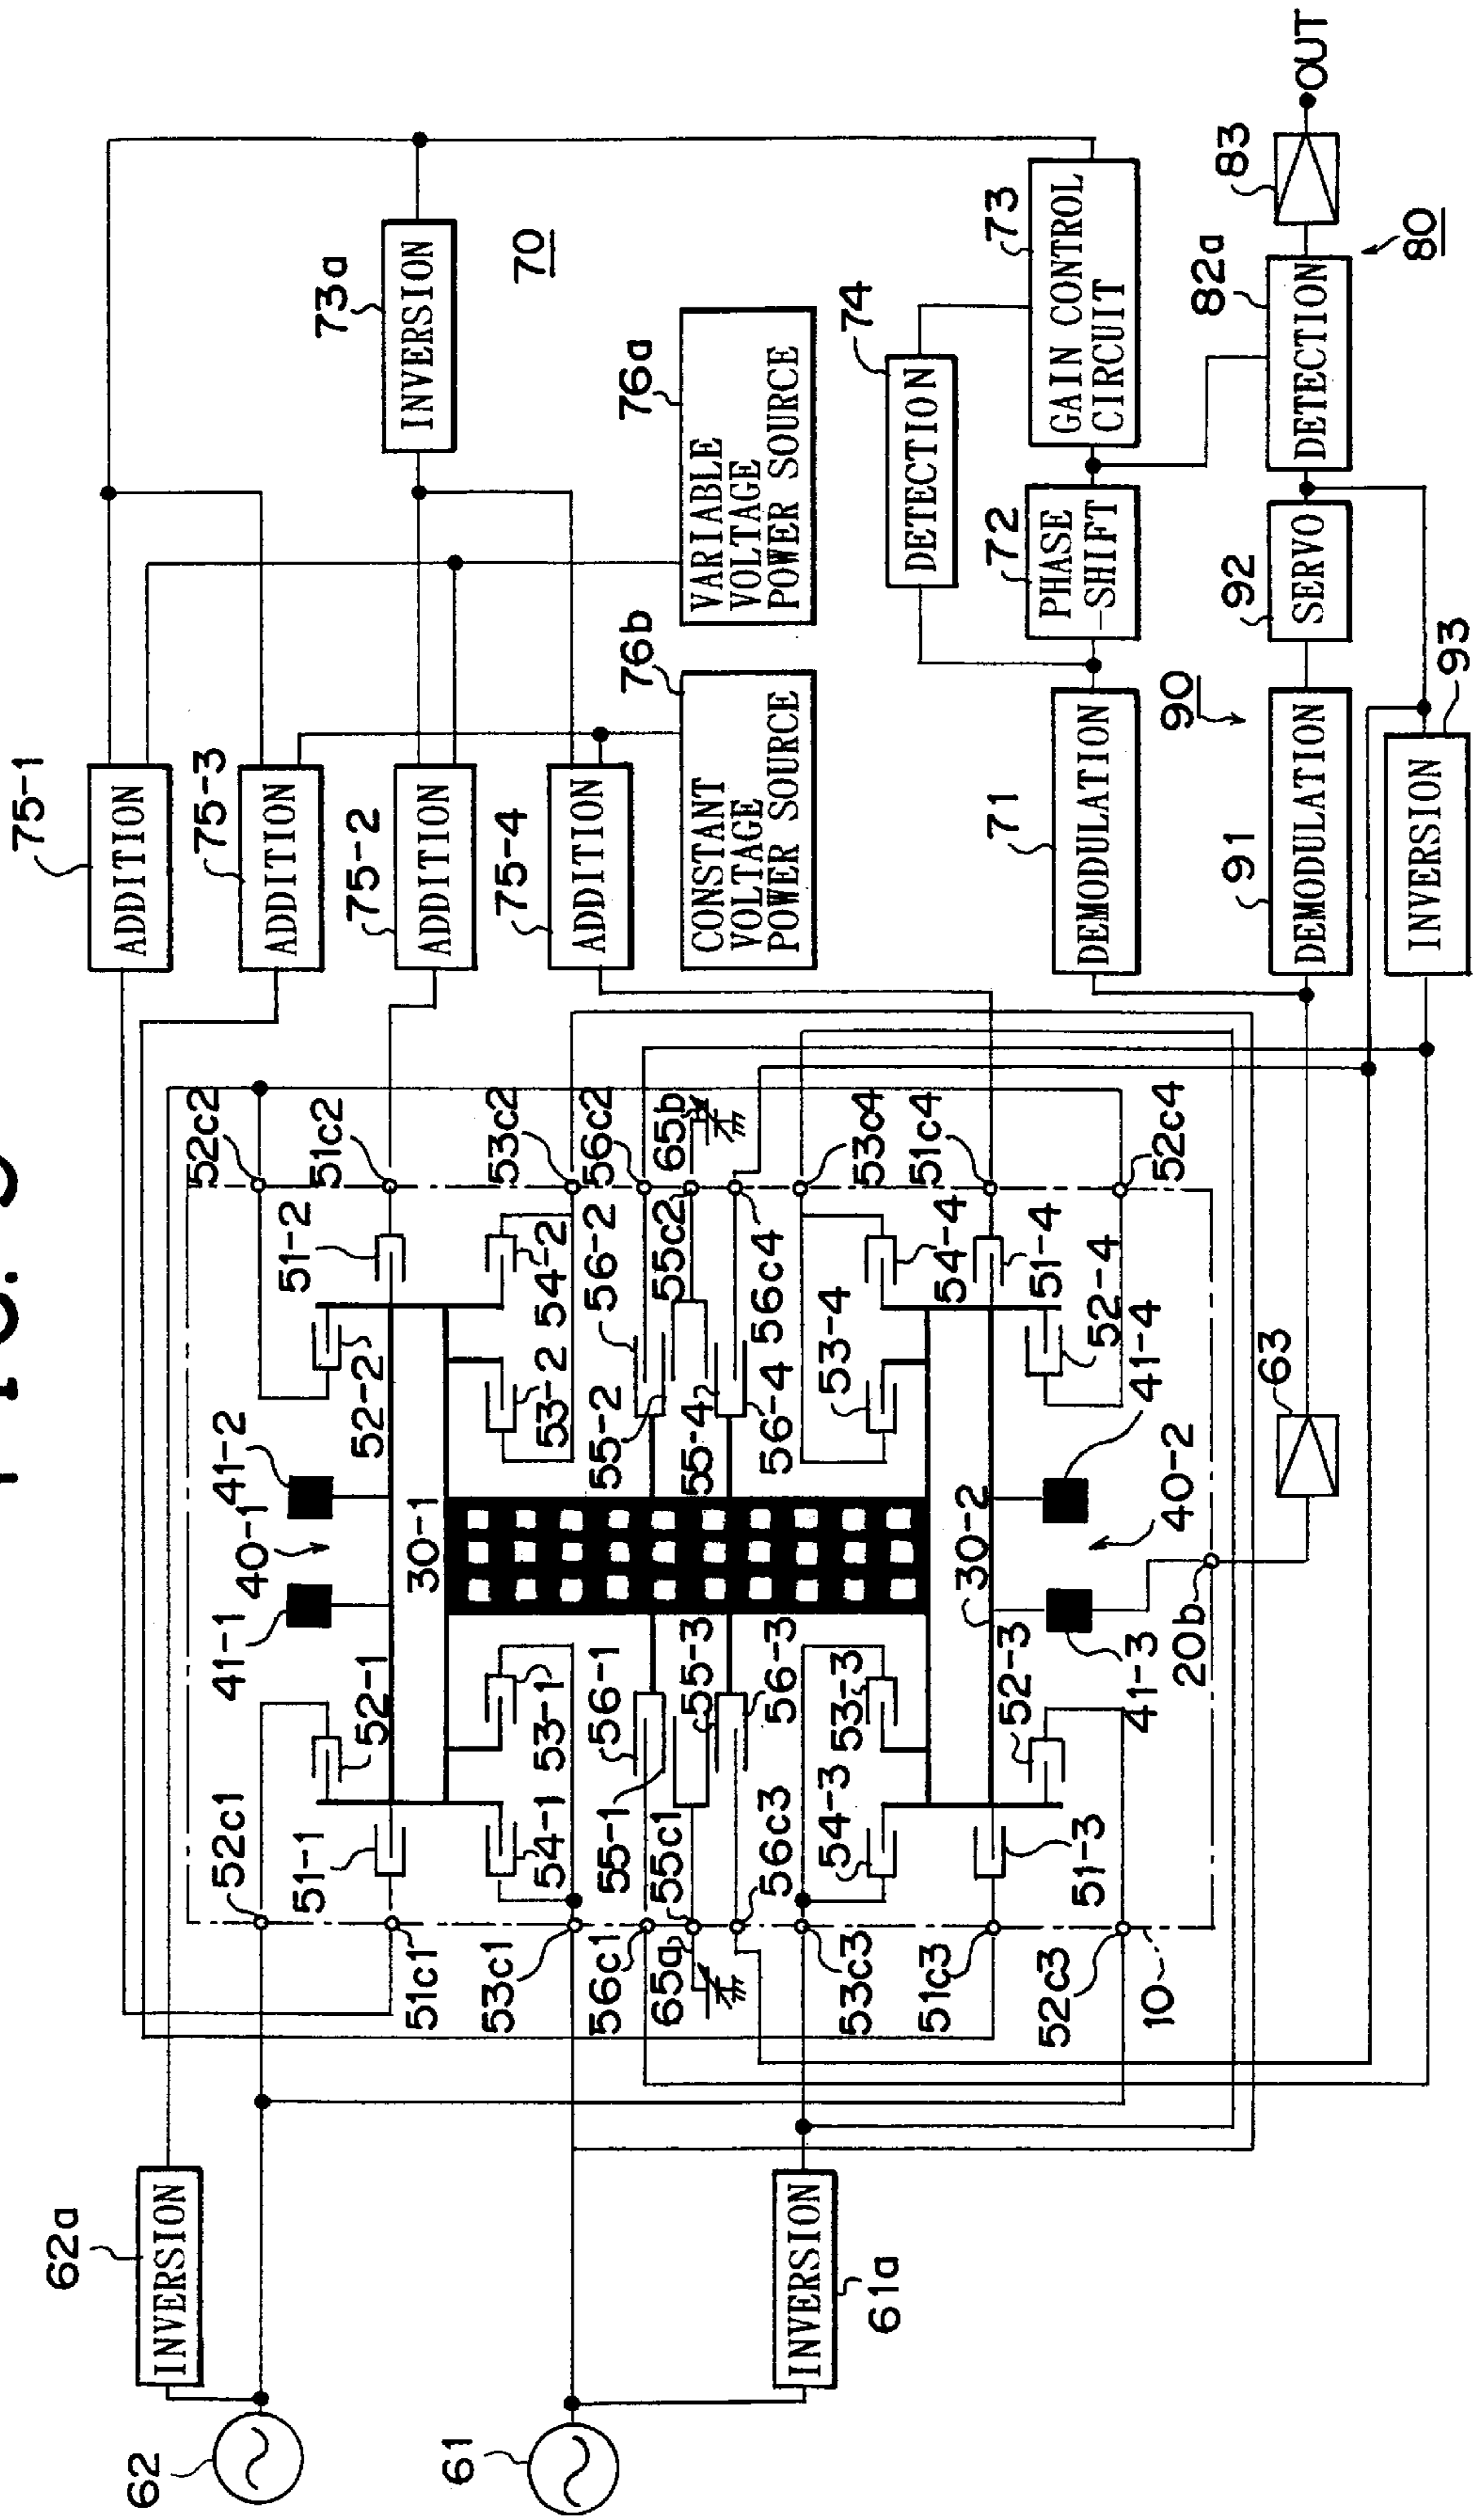 75-1
ADDITION
75-3
ADDITION
75-2
ADDITION
75-4
ADDITION
73a
INVERSION
70
76b
CONSTANT
VOLTAGE
POWER SOURCE
76a
VARIABLE
VOLTAGE
POWER SOURCE
74
DETECTION
71
DEMODULATION
72
PHASE
-SHIFT
73
GAIN CONTROL
CIRCUIT
90
91
DEMODULATION
92
SERVO
82a
DETECTION
80
83
OUT
93
INVERSION
62a
INVERSION
62
61
61a
INVERSION
52c1
51c1
53c1
56c1
65a
55c1
56c3
53c3
51c3
52c3
10
51-1
52-1
54-1
53-1
55-1
56-1
55-3
56-3
54-3
53-3
51-3
52-3
41-1
40-1
41-2
30-1
30-2
41-3
40-2
41-4
20b
63
52-2
51-2
53-2
54-2
55-2
56-2
55-4
56-4
53-4
54-4
51-4
52-4
52c2
51c2
53c2
56c2
65b
55c2
56c4
53c4
51c4
52c4